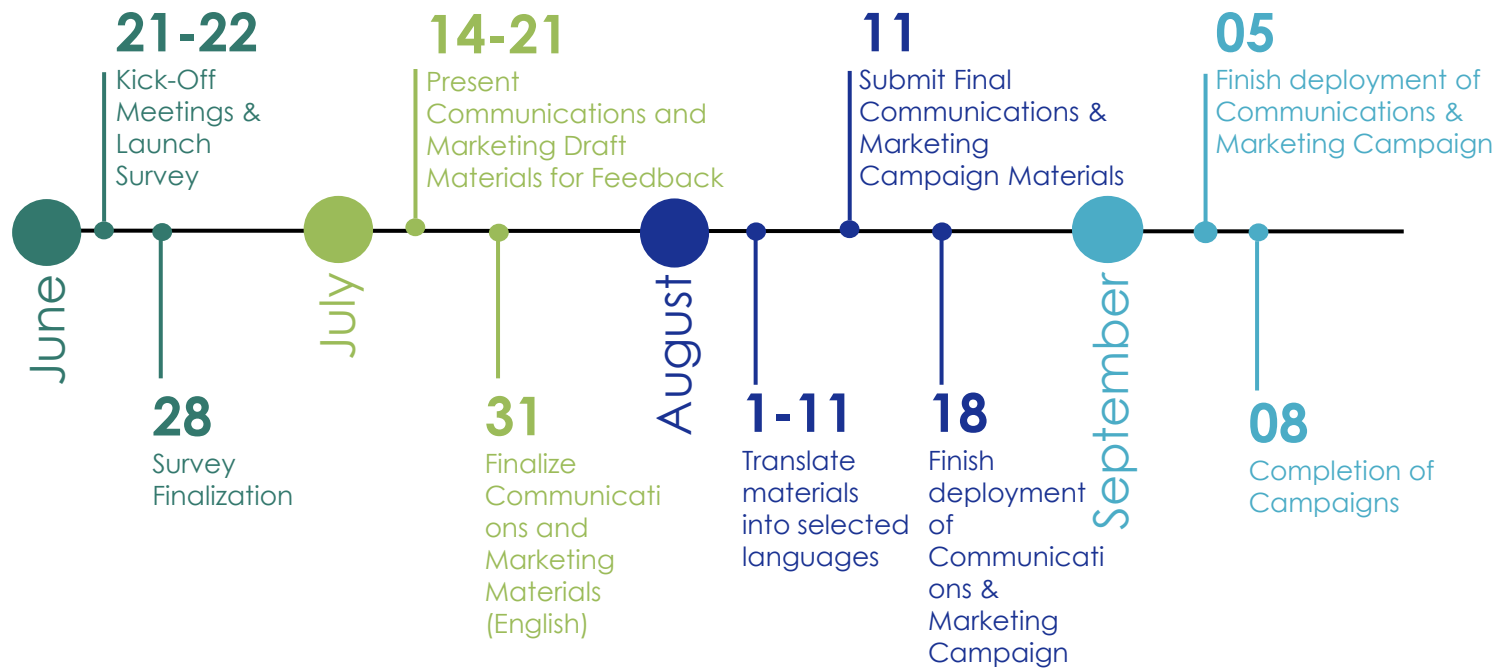 21-22
Kick-Off
Meetings &
Launch
Survey
14-21
Present
Communications and
Marketing Draft
Materials for Feedback
11
Submit Final
Communications &
Marketing
Campaign Materials
05
Finish deployment of
Communications &
Marketing Campaign
June
July
August
September
28
Survey
Finalization
31
Finalize
Communicati
ons and
Marketing
Materials
(English)
1-11
Translate
materials
into selected
languages
18
Finish
deployment
of
Communicati
ons &
Marketing
Campaign
08
Completion of
Campaigns